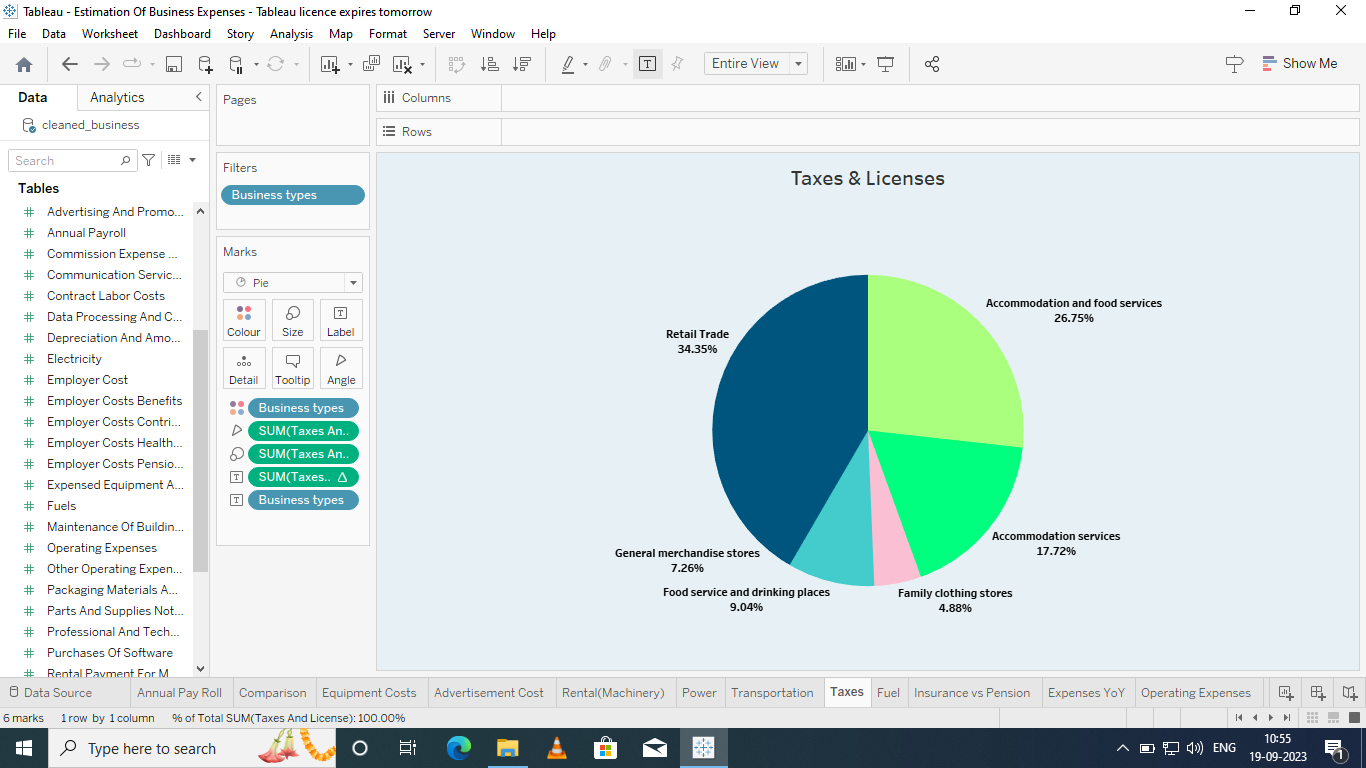 Tableau - Estimation Of Business Expenses - Tableau licence expires tomorrow
File Data Worksheet Dashboard Story Analysis Map Format Server Window Help
Entire View
Show Me
Data Analytics
cleaned_business
Search
Tables
Advertising And Promo...
Annual Payroll
Commission Expense ...
Communication Servic...
Contract Labor Costs
Data Processing And C...
Depreciation And Amo...
Electricity
Employer Cost
Employer Costs Benefits
Employer Costs Contri...
Employer Costs Health...
Employer Costs Pensio...
Expensed Equipment A...
Fuels
Maintenance Of Buildin...
Operating Expenses
Other Operating Expen...
Packaging Materials A...
Parts And Supplies Not...
Professional And Tech...
Purchases Of Software
Rental Payment For M...
Pages
Filters
Business types
Marks
Pie
Colour Size Label
Detail Tooltip Angle
Business types
SUM(Taxes An..
SUM(Taxes An..
SUM(Taxes.. Δ
Business types
Columns
Rows
Taxes & Licenses
Accommodation and food services
26.75%
Retail Trade
34.35%
Accommodation services
17.72%
General merchandise stores
7.26%
Food service and drinking places
9.04%
Family clothing stores
4.88%
Data Source Annual Pay Roll Comparison Equipment Costs Advertisement Cost Rental(Machinery) Power Transportation Taxes Fuel Insurance vs Pension Expenses YoY Operating Expenses
6 marks 1 row by 1 column % of Total SUM(Taxes And License): 100.00%
Type here to search
ENG
10:55
19-09-2023
1